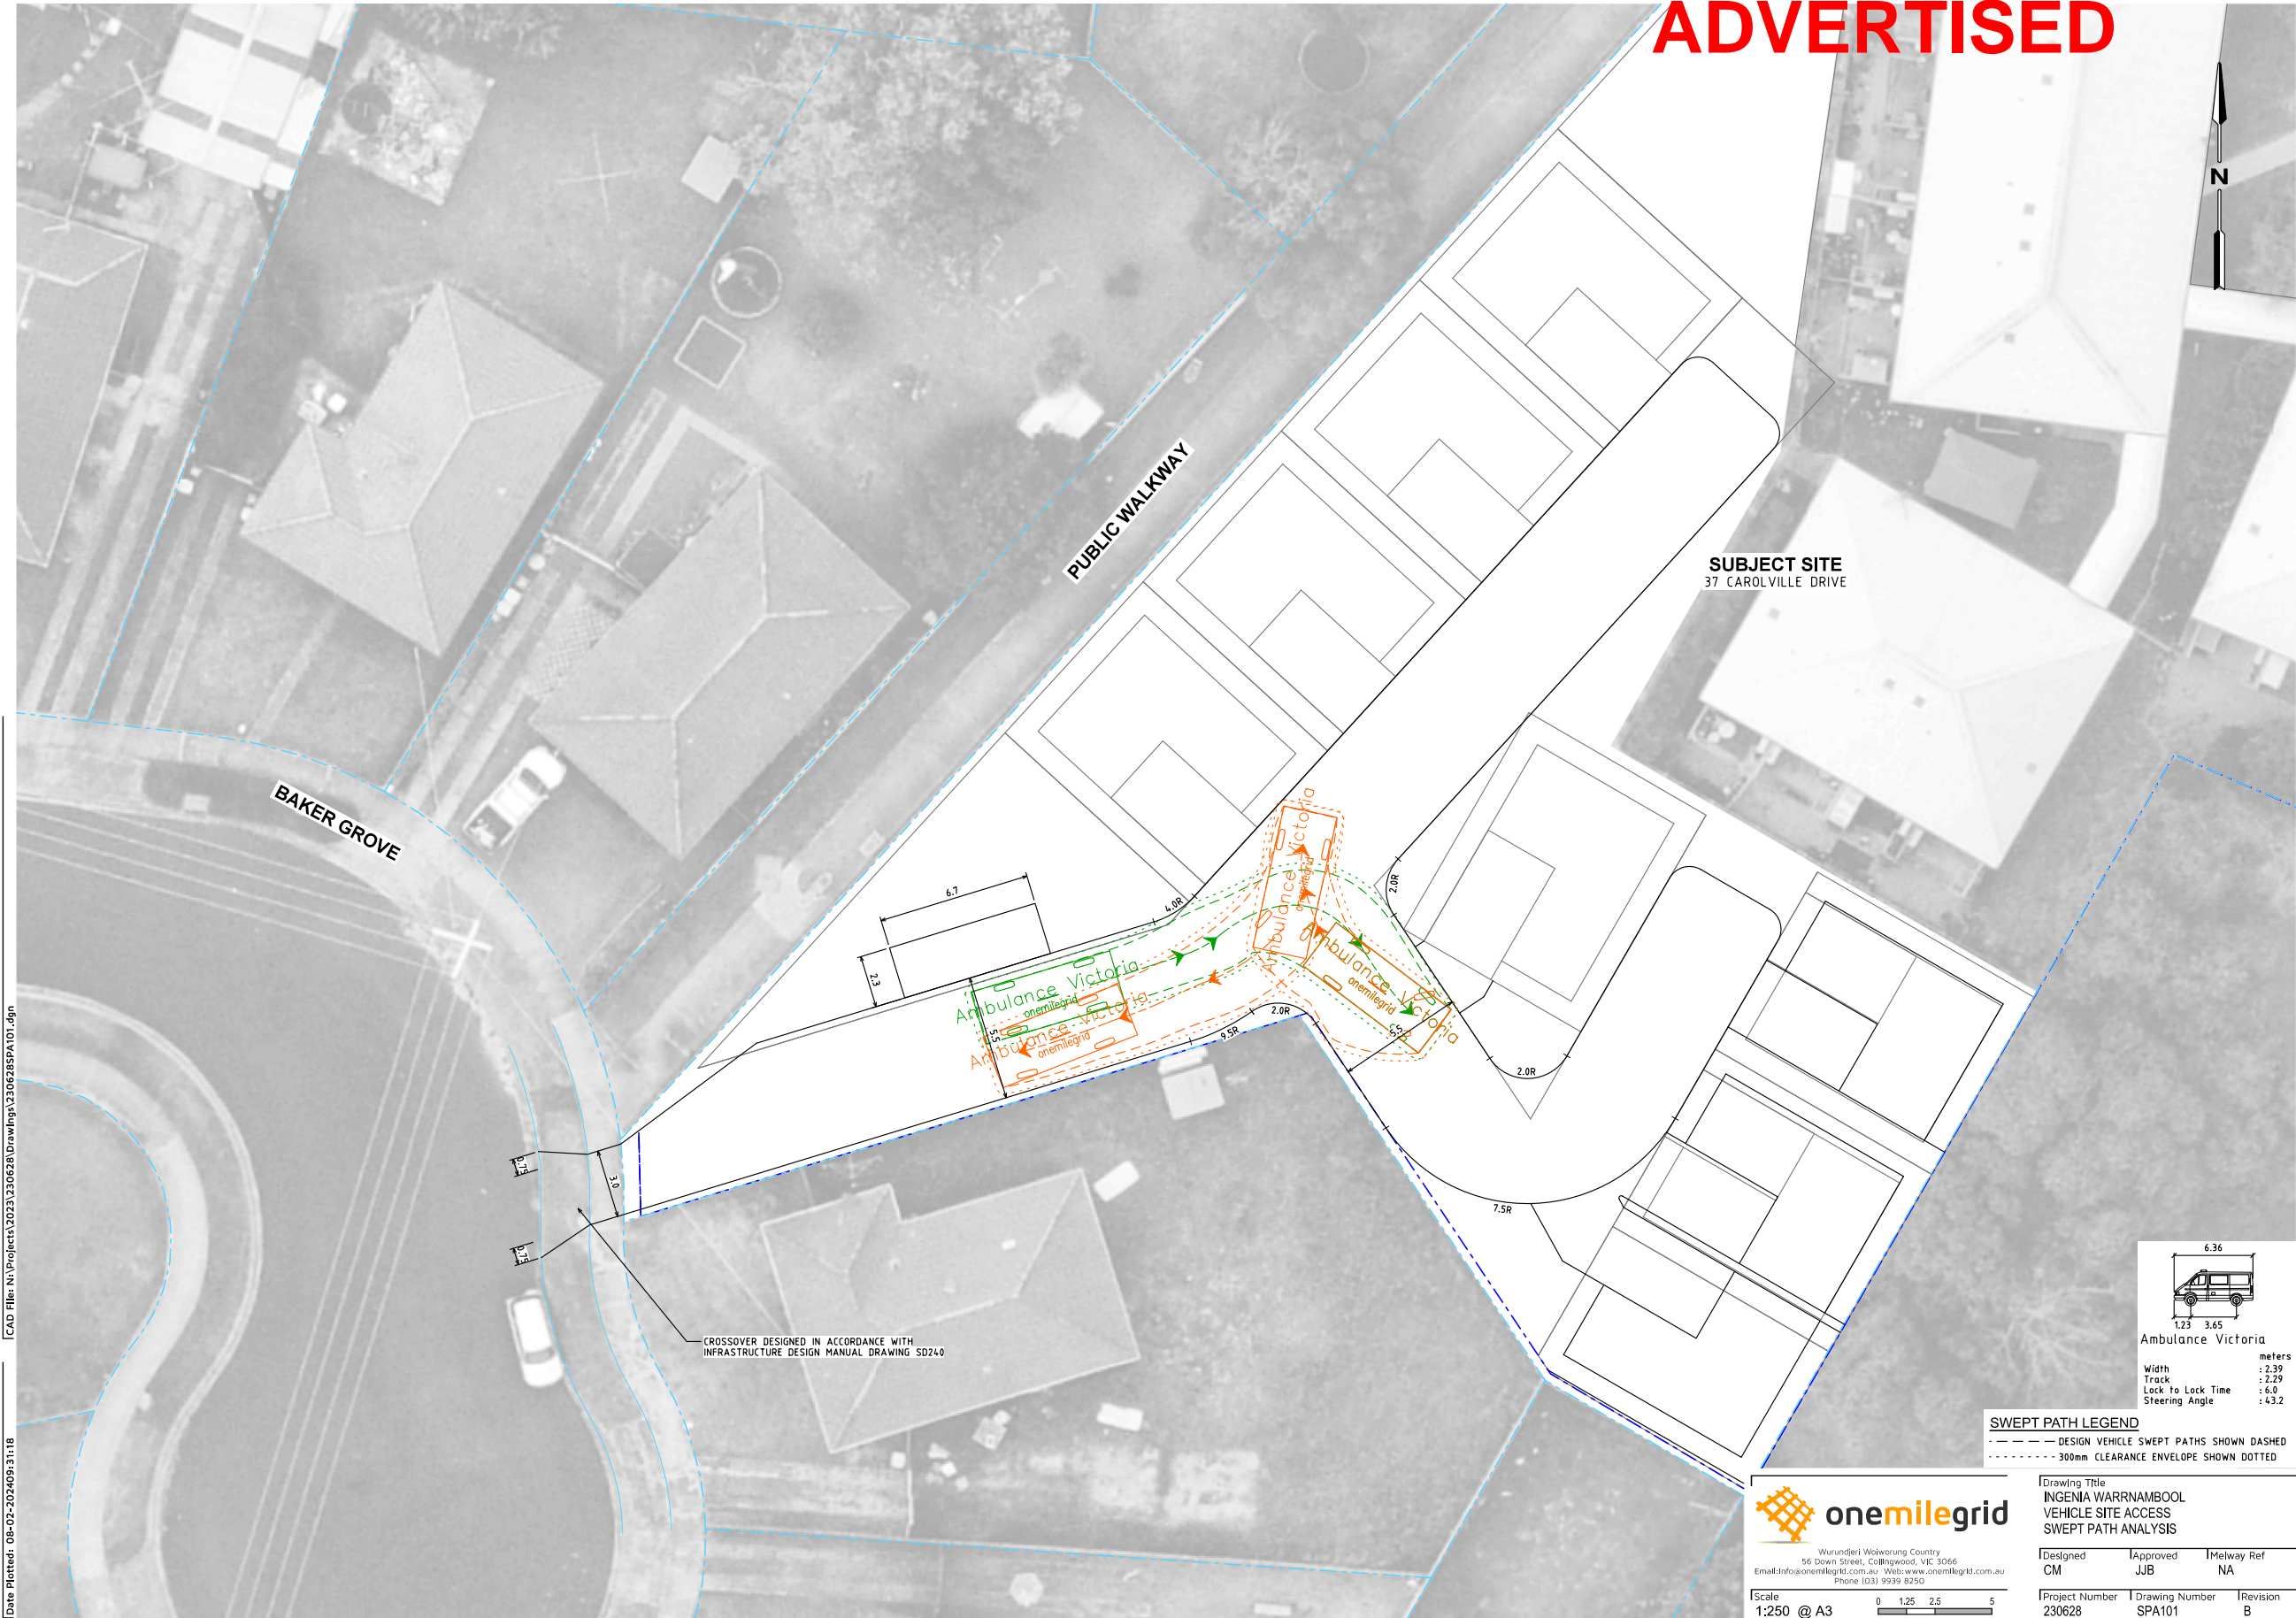 ADVERTISED
N
PUBLIC WALKWAY
SUBJECT SITE
37 CAROLVILLE DRIVE
BAKER GROVE
6.7
2.3
4.0R
2.0R
Ambulance Victoria
onemilegrid
Ambulance Victoria
onemilegrid
Ambulance Victoria
onemilegrid
Ambulance Victoria
onemilegrid
5.5
9.5R
2.0R
5.5
2.0R
7.5R
0.75
3.0
0.75
CROSSOVER DESIGNED IN ACCORDANCE WITH
INFRASTRUCTURE DESIGN MANUAL DRAWING SD240
CAD File: N:\Projects\2023\230628\Drawings\230628SPA101.dgn
Date Plotted: 08-02-202409:31:18
6.36
1.23 3.65
Ambulance Victoria
meters
Width : 2.39
Track : 2.29
Lock to Lock Time : 6.0
Steering Angle : 43.2
SWEPT PATH LEGEND
DESIGN VEHICLE SWEPT PATHS SHOWN DASHED
300mm CLEARANCE ENVELOPE SHOWN DOTTED
onemilegrid
Wurundjeri Woiworung Country
56 Down Street, Collingwood, VIC 3066
Email:info@onemilegrid.com.au Web:www.onemilegrid.com.au
Phone (03) 9939 8250
Scale
1:250 @ A3
0 1.25 2.5 5
Drawing Title
INGENIA WARRNAMBOOL
VEHICLE SITE ACCESS
SWEPT PATH ANALYSIS
Designed Approved Melway Ref
CM JJB NA
Project Number Drawing Number Revision
230628 SPA101 B